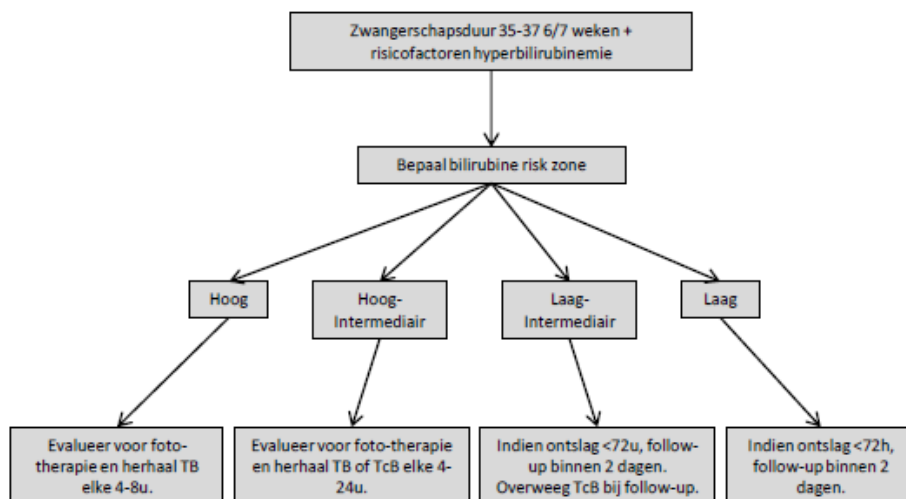 Zwangerschapsduur 35-37 6/7 weken +
risicofactoren hyperbilirubinemie
Bepaal bilirubine risk zone
Hoog
Hoog-
Intermediair
Laag-
Intermediair
Laag
Evalueer voor foto-
therapie en herhaal TB
elke 4-8u.
Evalueer voor foto-therapie
en herhaal TB of TcB elke 4-
24u.
Indien ontslag <72u, follow-
up binnen 2 dagen.
Overweeg TcB bij follow-up.
Indien ontslag <72h,
follow-up binnen 2
dagen.